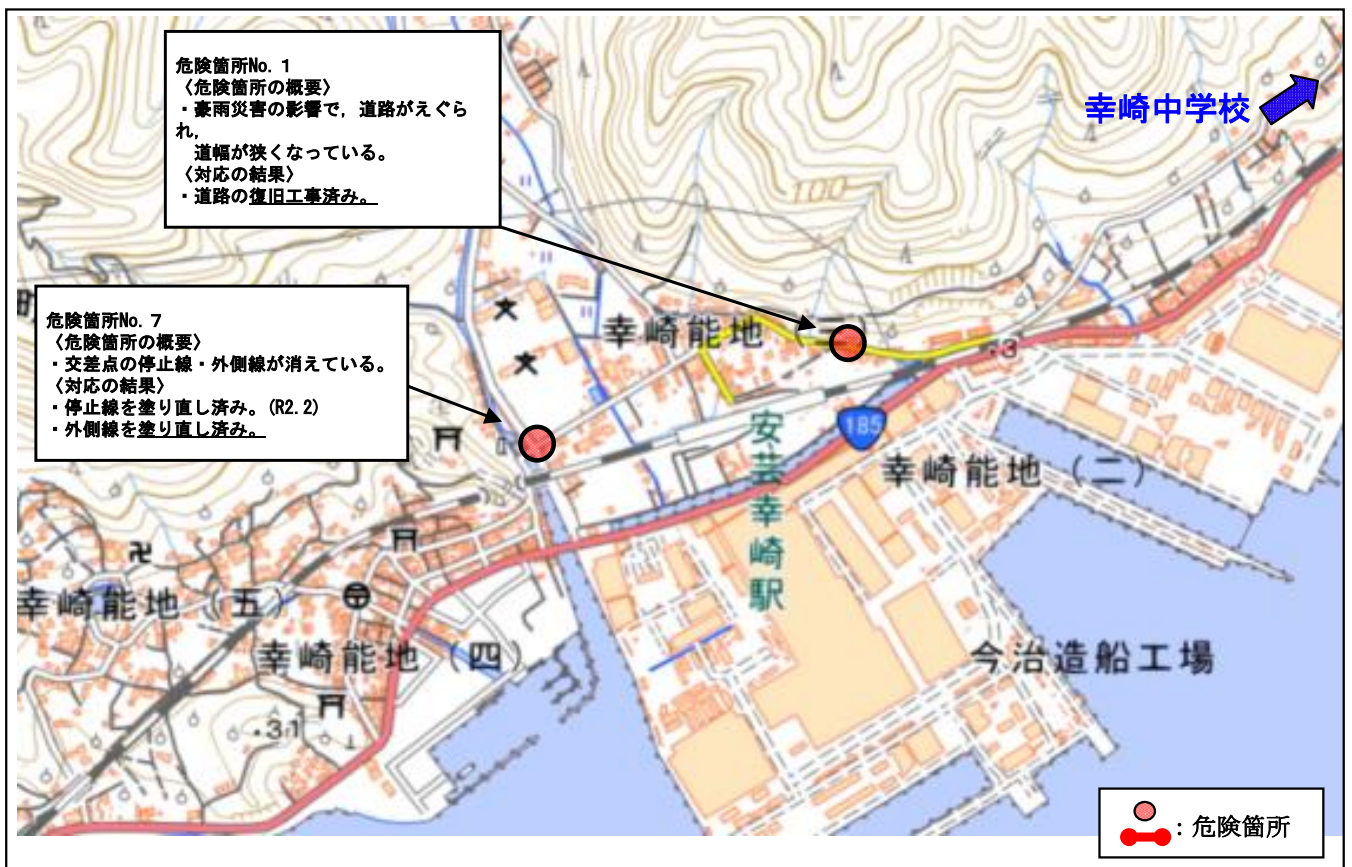 危険箇所No. 1
〈危険箇所の概要〉
・豪雨災害の影響で，道路がえぐら
れ，
道幅が狭くなっている。
〈対応の結果〉
・道路の復旧工事済み。
幸崎中学校
100
危険箇所No. 7
〈危険箇所の概要〉
・交差点の停止線・外側線が消えている。
〈対応の結果〉
・停止線を塗り直し済み。(R2. 2)
・外側線を塗り直し済み。
幸崎能地
・3
安芸幸崎駅
185
幸崎能地（二）
幸崎能地（五）
幸崎能地（四）
今治造船工場
・31
：危険箇所